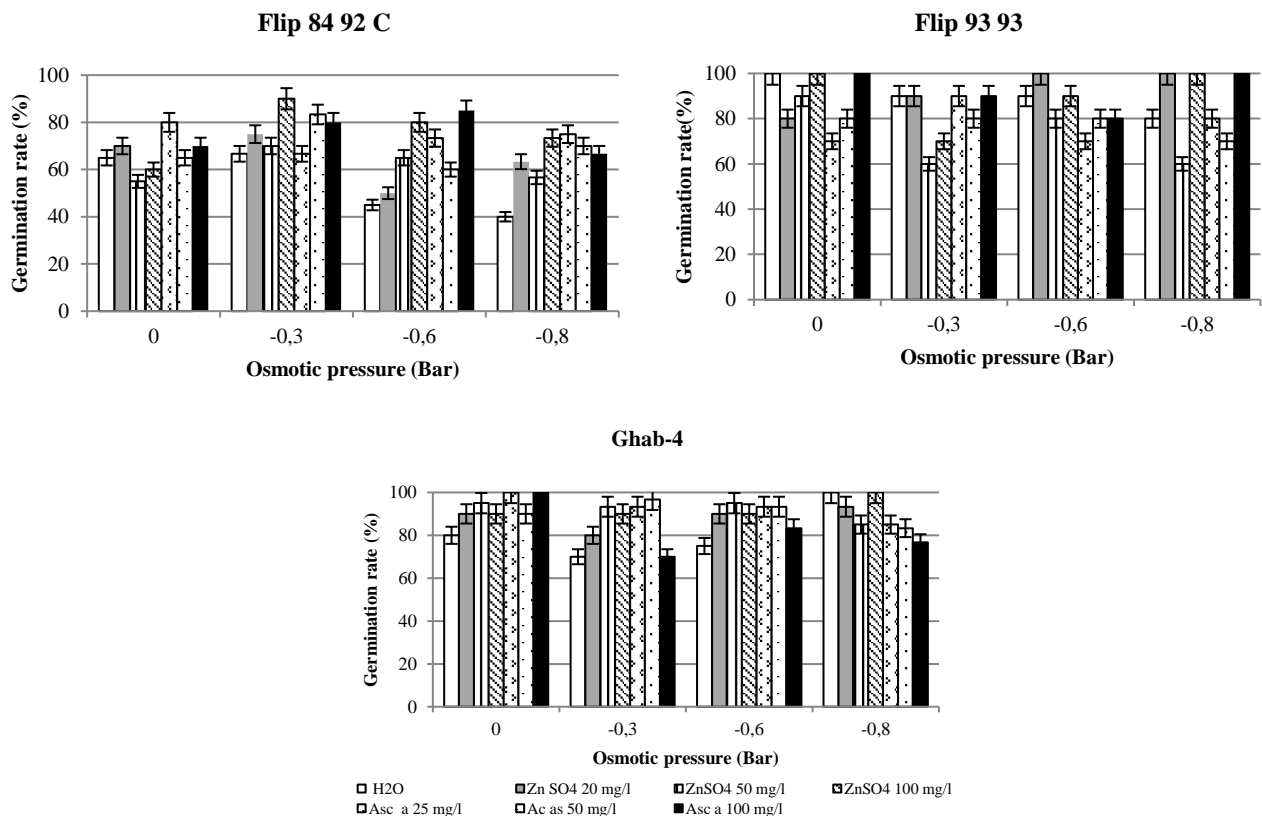 Flip 84 92 C
Germination rate (%)
100
80
60
40
20
0
0 -0,3 -0,6 -0,8
Osmotic pressure (Bar)
Flip 93 93
Germination rate(%)
100
80
60
40
20
0
0 -0,3 -0,6 -0,8
Osmotic pressure (Bar)
Ghab-4
Germination rate (%)
100
80
60
40
20
0
0 -0,3 -0,6 -0,8
Osmotic pressure (Bar)
H2O Zn SO4 20 mg/l ZnSO4 50 mg/l ZnSO4 100 mg/l
Asc a 25 mg/l Ac as 50 mg/l Asc a 100 mg/l